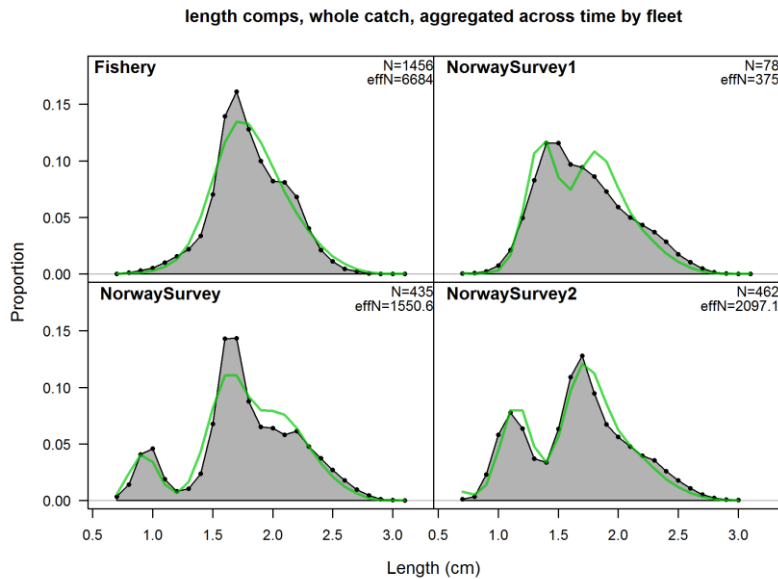 length comps, whole catch, aggregated across time by fleet
Fishery
N=1456
effN=6684
NorwaySurvey1
N=78
effN=375
0.15
0.10
0.05
0.00
NorwaySurvey
N=435
effN=1550.6
NorwaySurvey2
N=462
effN=2097.1
0.15
0.10
0.05
0.00
Proportion
0.5 1.0 1.5 2.0 2.5 3.0 0.5 1.0 1.5 2.0 2.5 3.0
Length (cm)